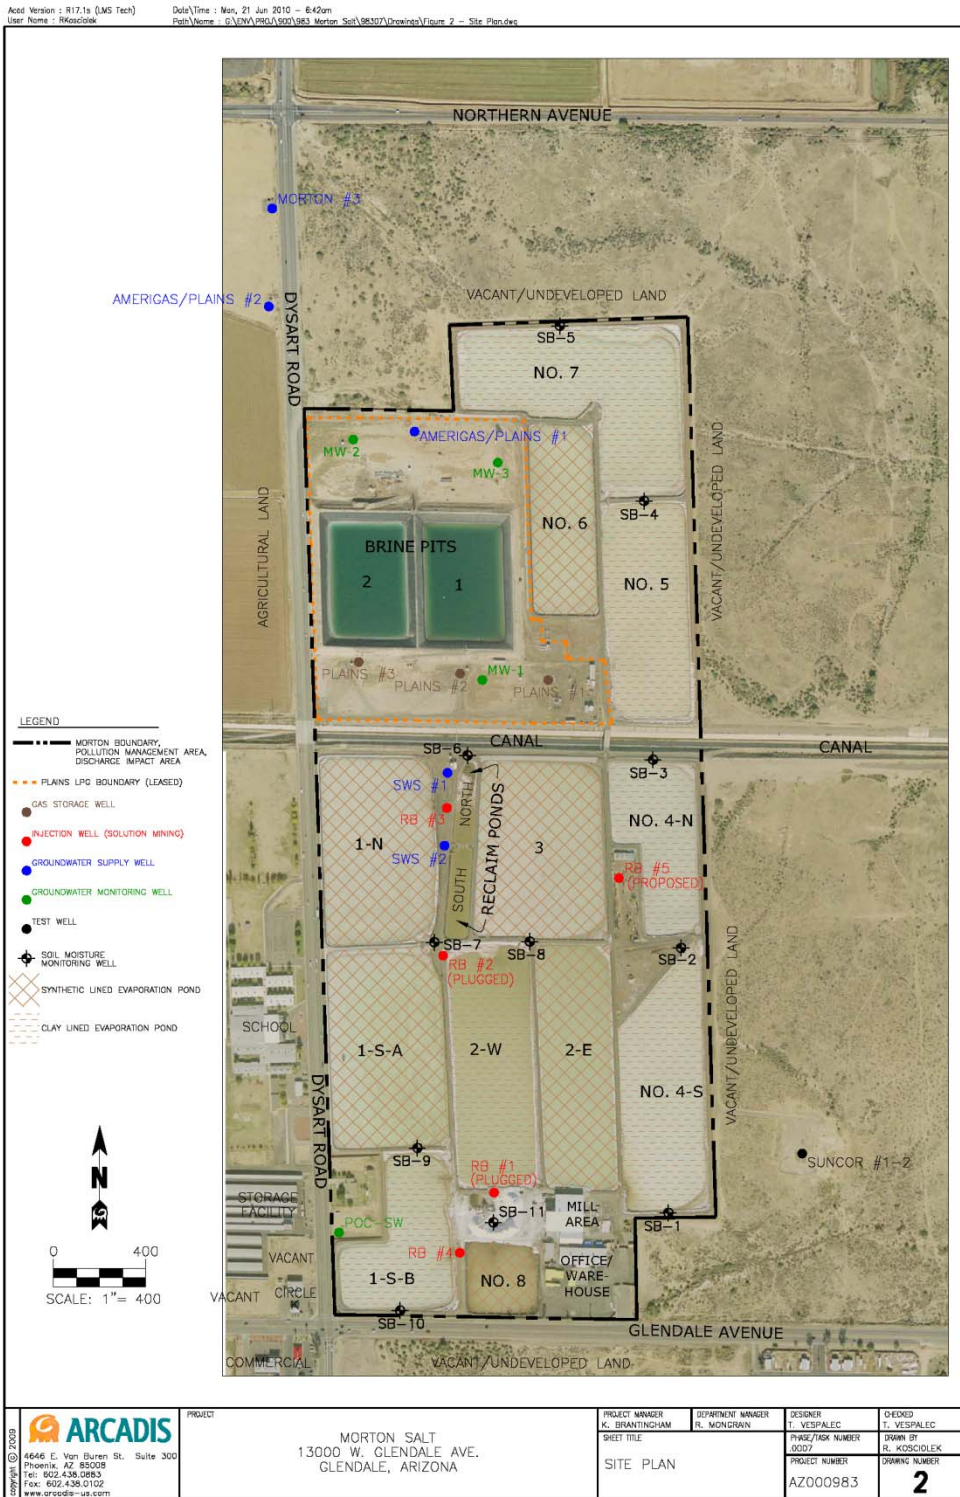 Acad Version : R17.1s (LMS Tech)
User Name : RKosciolek
Date\Time : Mon, 21 Jun 2010 - 6:42am
Path\Name : G:\ENV\PROJ\900\983 Morton Salt\98307\Drawings\Figure 2 - Site Plan.dwg
NORTHERN AVENUE
MORTON #3
AMERIGAS/PLAINS #2
DYSART ROAD
VACANT/UNDEVELOPED LAND
SB-5
NO. 7
AMERIGAS/PLAINS #1
MW-2
MW-3
VACANT/UNDEVELOPED LAND
AGRICULTURAL LAND
SB-4
NO. 6
BRINE PITS
2
1
NO. 5
PLAINS #3
PLAINS #2
MW-1
PLAINS #1
CANAL
CANAL
SB-6
SB-3
SWS #1
RB #3
SWS #2
NORTH
SOUTH
RECLAIM PONDS
1-N
3
NO. 4-N
RB #5
(PROPOSED)
SB-7
SB-8
SB-2
RB #2
(PLUGGED)
VACANT/UNDEVELOPED LAND
SCHOOL
1-S-A
2-W
2-E
NO. 4-S
DYSART ROAD
SB-9
RB #1
(PLUGGED)
SUNCOR #1-2
STORAGE
FACILITY
POC-SW
SB-11
MILL
AREA
SB-1
RB #4
OFFICE/
WARE-
HOUSE
VACANT
VACANT
CIRCLE
K
1-S-B
NO. 8
SB-10
GLENDALE AVENUE
COMMERCIAL
VACANT/UNDEVELOPED LAND
LEGEND
MORTON BOUNDARY,
POLLUTION MANAGEMENT AREA,
DISCHARGE IMPACT AREA
PLAINS LPG BOUNDARY (LEASED)
GAS STORAGE WELL
INJECTION WELL (SOLUTION MINING)
GROUNDWATER SUPPLY WELL
GROUNDWATER MONITORING WELL
TEST WELL
SOIL MOISTURE
MONITORING WELL
SYNTHETIC LINED EVAPORATION POND
CLAY LINED EVAPORATION POND
N
0 400
SCALE: 1"= 400
copyright © 2009
ARCADIS
4646 E. Van Buren St. Suite 300
Phoenix, AZ 85008
Tel: 602.438.0883
Fax: 602.438.0102
www.arcadis-us.com
PROJECT
MORTON SALT
13000 W. GLENDALE AVE.
GLENDALE, ARIZONA
PROJECT MANAGER
K. BRANTINGHAM
DEPARTMENT MANAGER
R. MONGRAIN
DESIGNER
T. VESPALEC
CHECKED
T. VESPALEC
SHEET TITLE
SITE PLAN
PHASE/TASK NUMBER
.0007
DRAWN BY
R. KOSCIOLEK
PROJECT NUMBER
AZ000983
DRAWING NUMBER
2